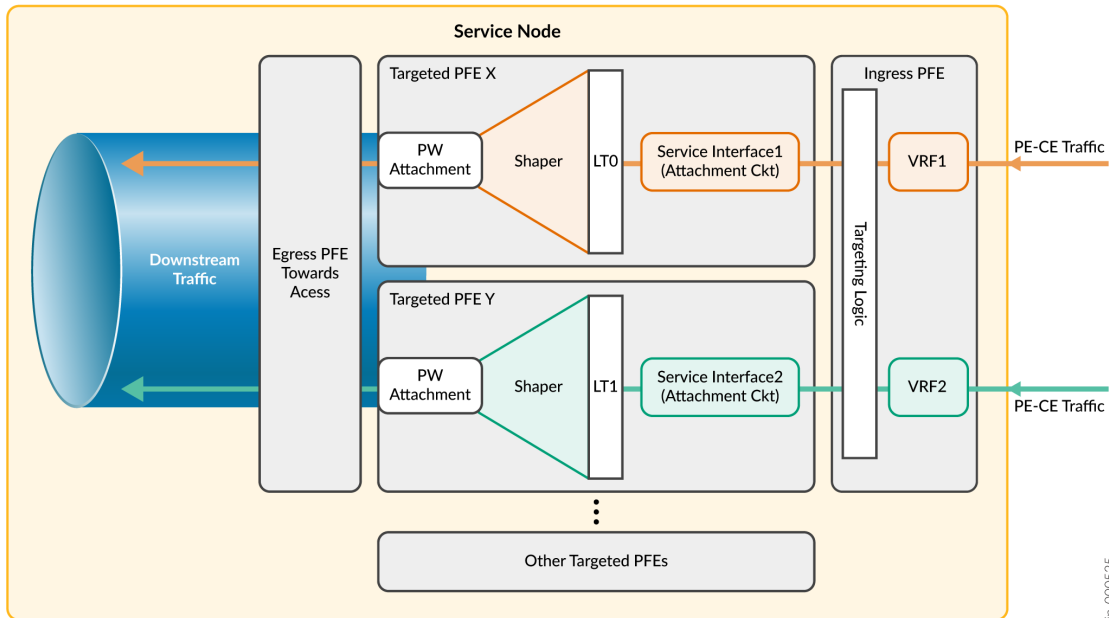 Service Node
Targeted PFE X
Ingress PFE
PW
Attachment
Shaper
LT0
Service Interface1
(Attachment Ckt)
VRF1
PE-CE Traffic
Downstream
Traffic
Egress PFE
Towards
Acess
Targeting Logic
Targeted PFE Y
PW
Attachment
Shaper
LT1
Service Interface2
(Attachment Ckt)
VRF2
PE-CE Traffic
Other Targeted PFEs